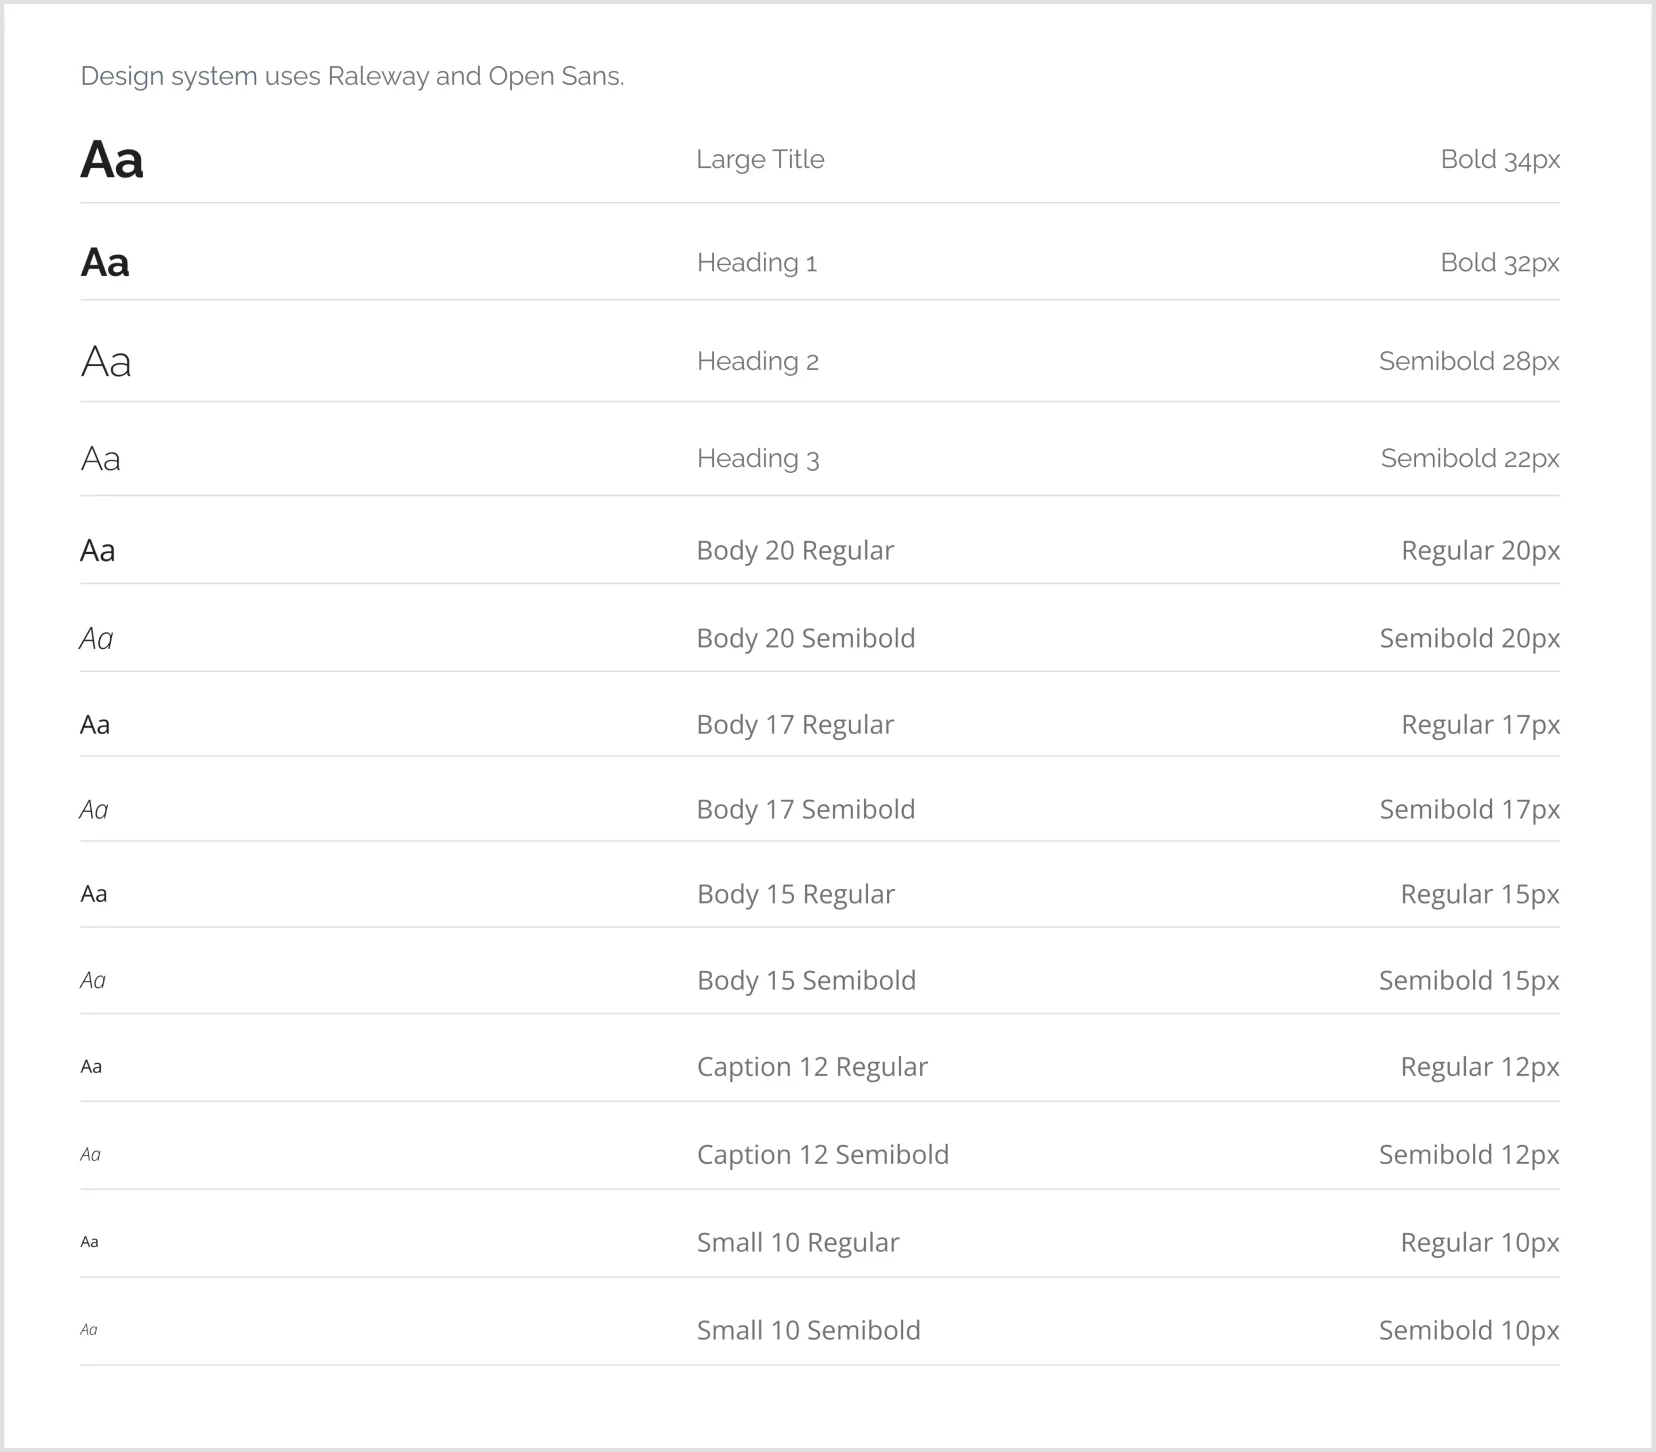 Design system uses Raleway and Open Sans.
Aa Large Title Bold 34px
Aa Heading 1 Bold 32px
Aa Heading 2 Semibold 28px
Aa Heading 3 Semibold 22px
Aa Body 20 Regular Regular 20px
Aa Body 20 Semibold Semibold 20px
Aa Body 17 Regular Regular 17px
Aa Body 17 Semibold Semibold 17px
Aa Body 15 Regular Regular 15px
Aa Body 15 Semibold Semibold 15px
Aa Caption 12 Regular Regular 12px
Aa Caption 12 Semibold Semibold 12px
Aa Small 10 Regular Regular 10px
Aa Small 10 Semibold Semibold 10px